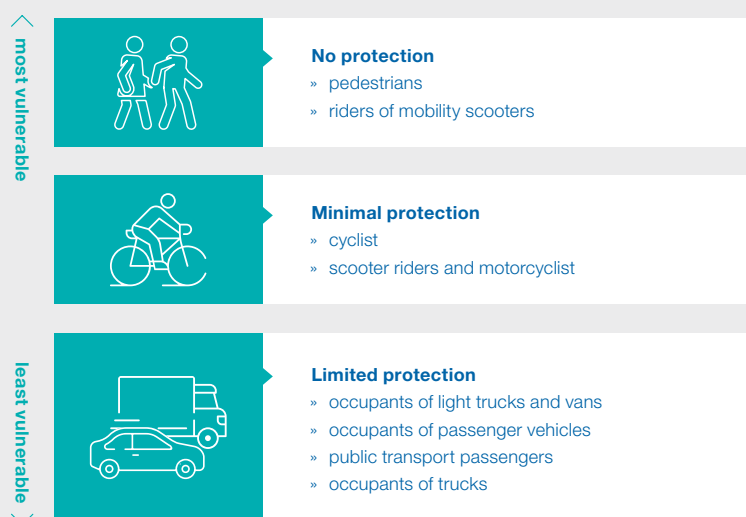 most vulnerable
No protection
» pedestrians
» riders of mobility scooters
Minimal protection
» cyclist
» scooter riders and motorcyclist
least vulnerable
Limited protection
» occupants of light trucks and vans
» occupants of passenger vehicles
» public transport passengers
» occupants of trucks